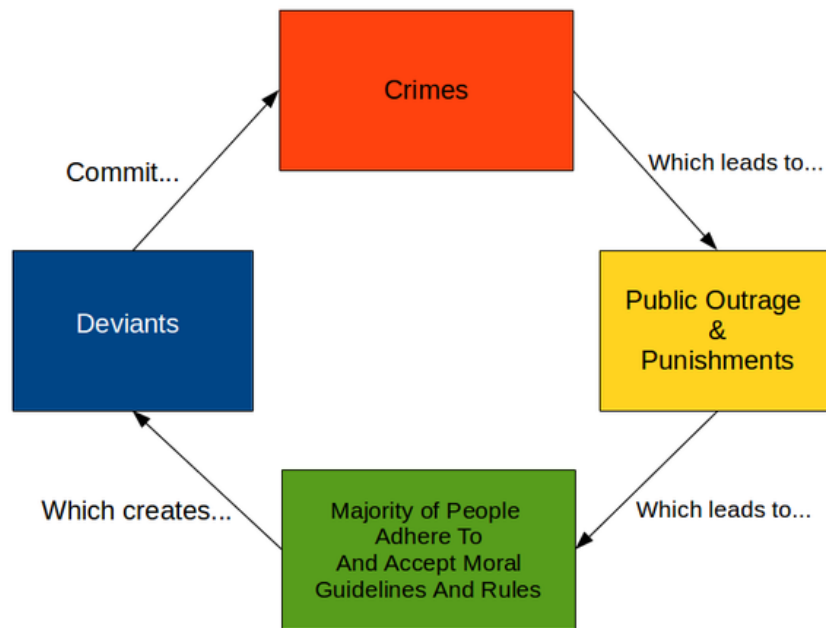 Crimes
Commit...
Which leads to...
Deviants
Public Outrage
&
Punishments
Which creates...
Majority of People
Adhere To
And Accept Moral
Guidelines And Rules
Which leads to...